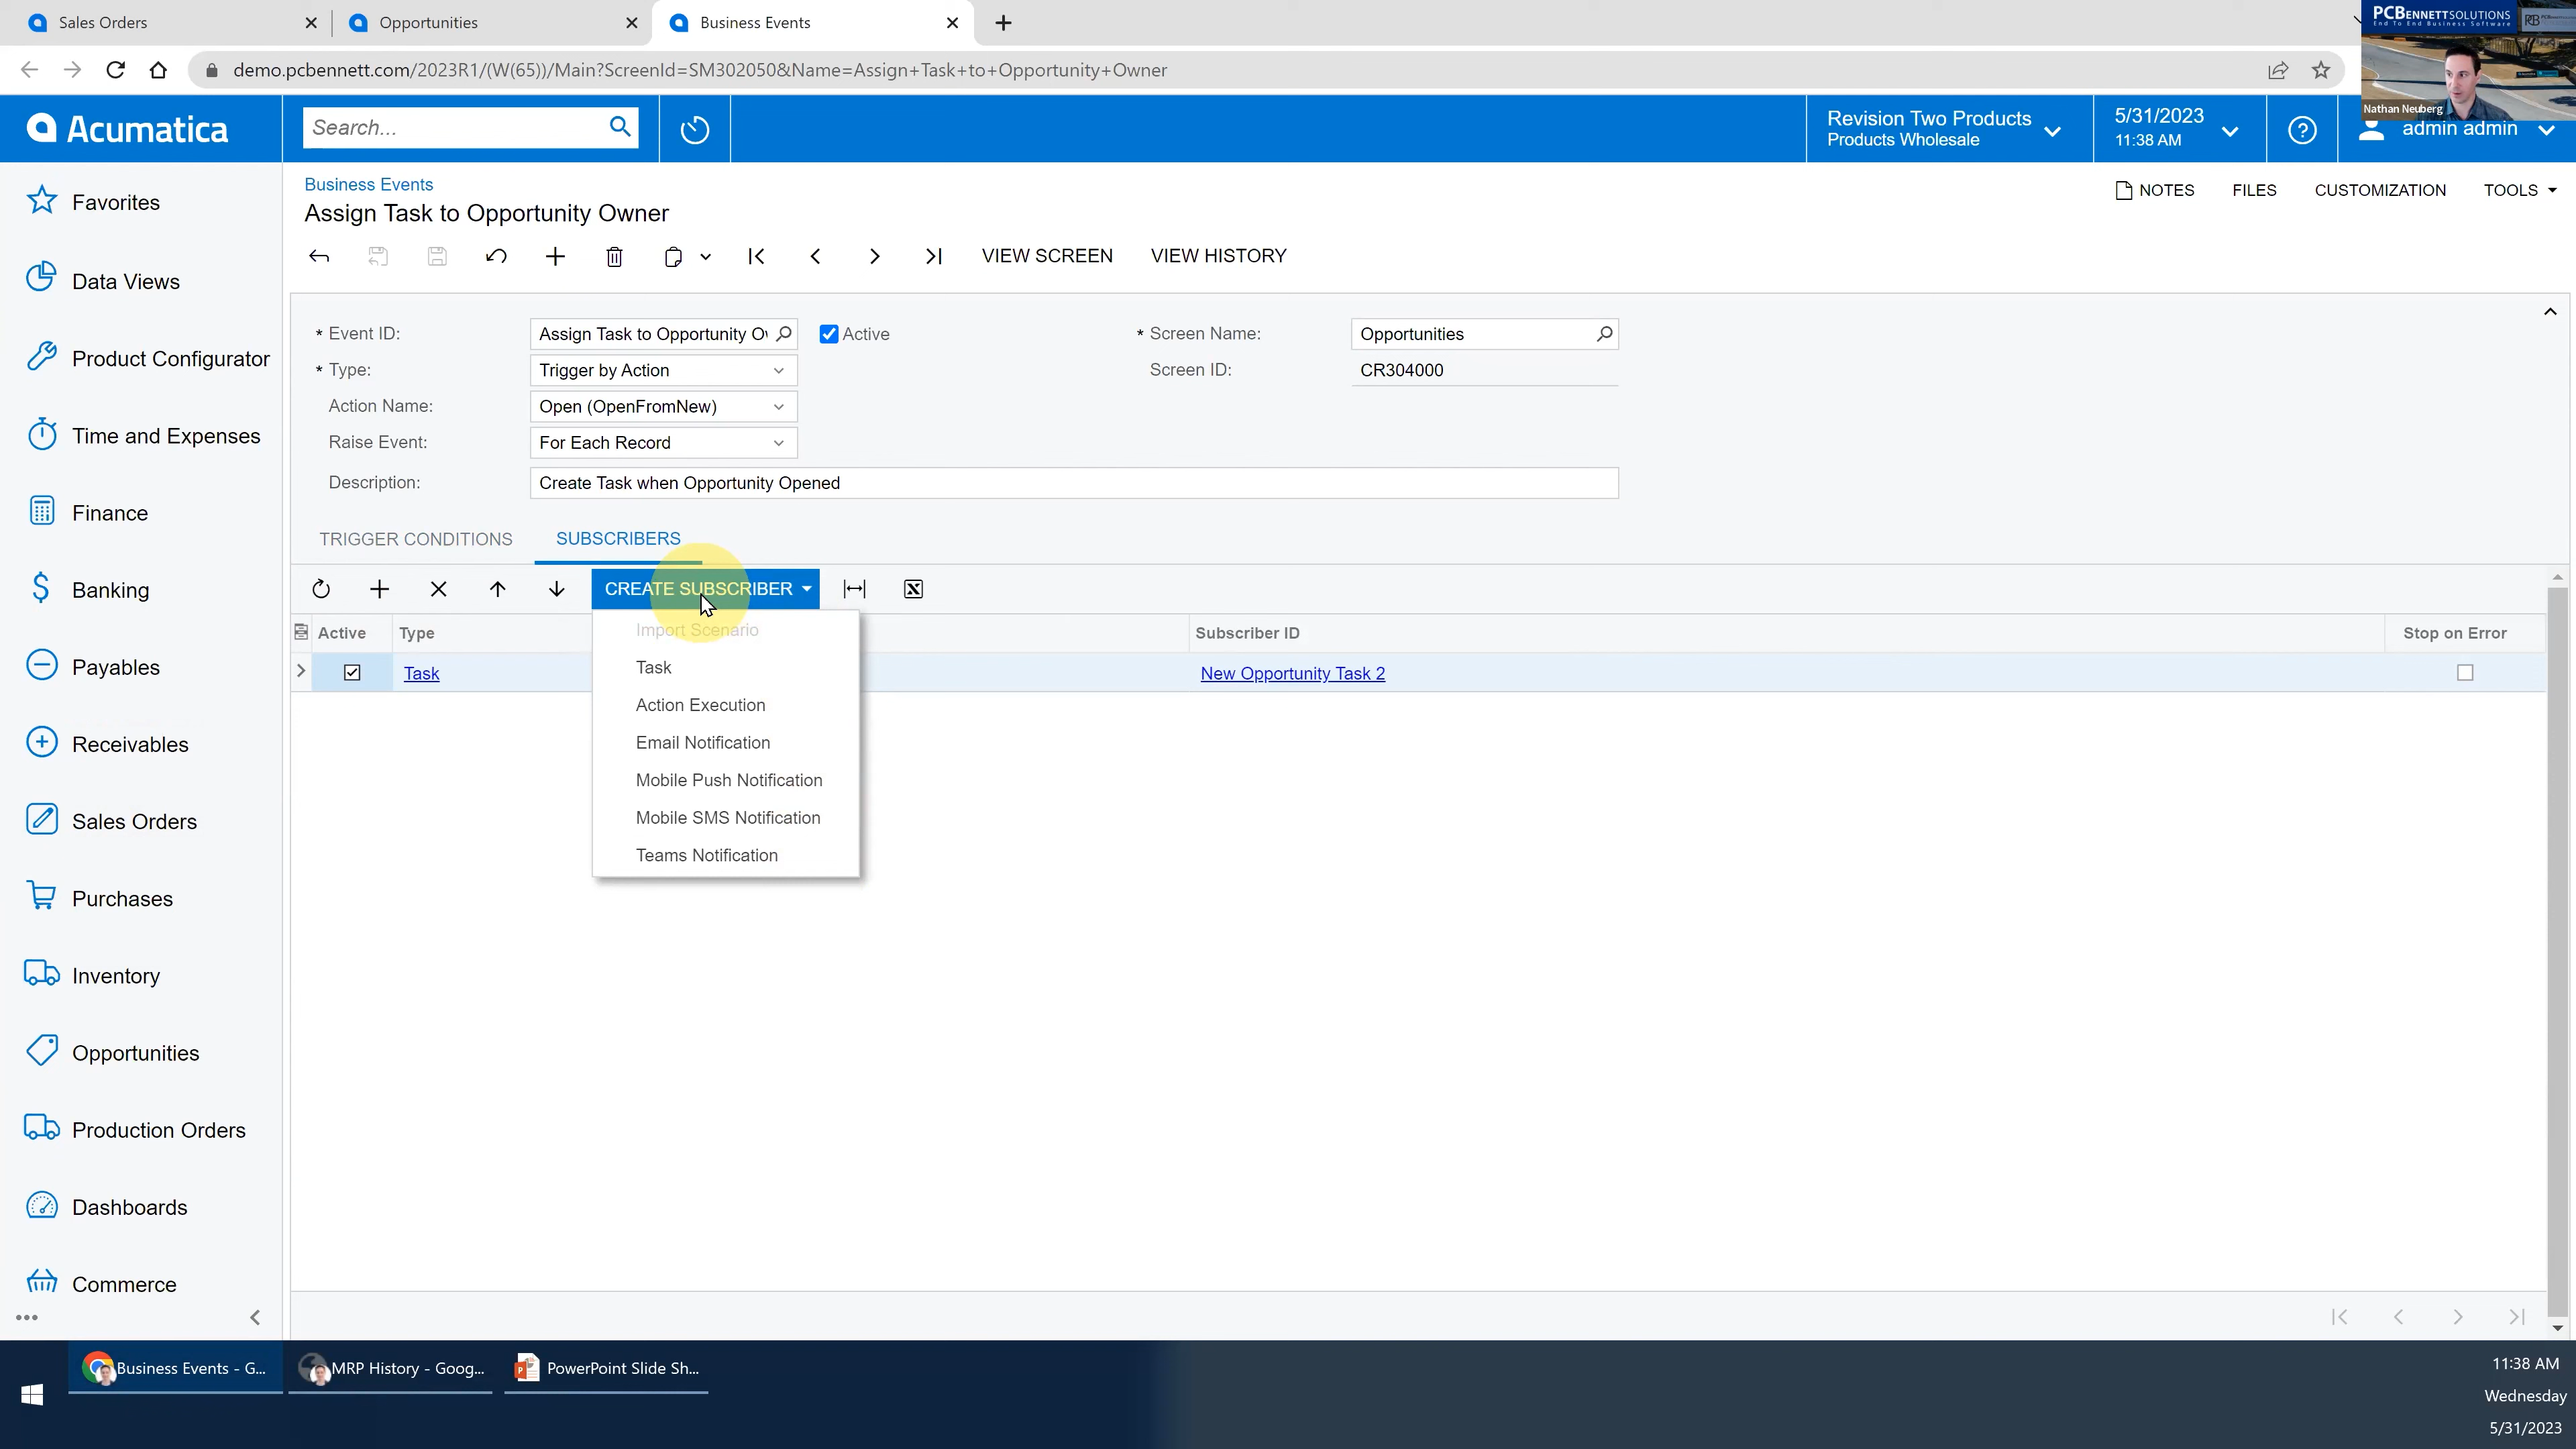 Sales Orders
Opportunities
Business Events
demo.pcbennett.com/2023R1/(W(65))/Main?ScreenId=SM302050&Name=Assign+Task+to+Opportunity+Owner
PCBENNETTSOLUTIONS
End To End Business Software
Nathan Neuberg
Acumatica
Search...
Revision Two Products
Products Wholesale
5/31/2023
11:38 AM
admin admin
Favorites
Data Views
Product Configurator
Time and Expenses
Finance
Banking
Payables
Receivables
Sales Orders
Purchases
Inventory
Opportunities
Production Orders
Dashboards
Commerce
Business Events
Assign Task to Opportunity Owner
NOTES FILES CUSTOMIZATION TOOLS
VIEW SCREEN VIEW HISTORY
* Event ID: Assign Task to Opportunity Ow Active * Screen Name: Opportunities
* Type: Trigger by Action Screen ID: CR304000
Action Name: Open (OpenFromNew)
Raise Event: For Each Record
Description: Create Task when Opportunity Opened
TRIGGER CONDITIONS SUBSCRIBERS
CREATE SUBSCRIBER
Active Type Subscriber ID Stop on Error
Task New Opportunity Task 2
Import Scenario
Task
Action Execution
Email Notification
Mobile Push Notification
Mobile SMS Notification
Teams Notification
Business Events - G...
MRP History - Goog...
PowerPoint Slide Sh...
11:38 AM
Wednesday
5/31/2023